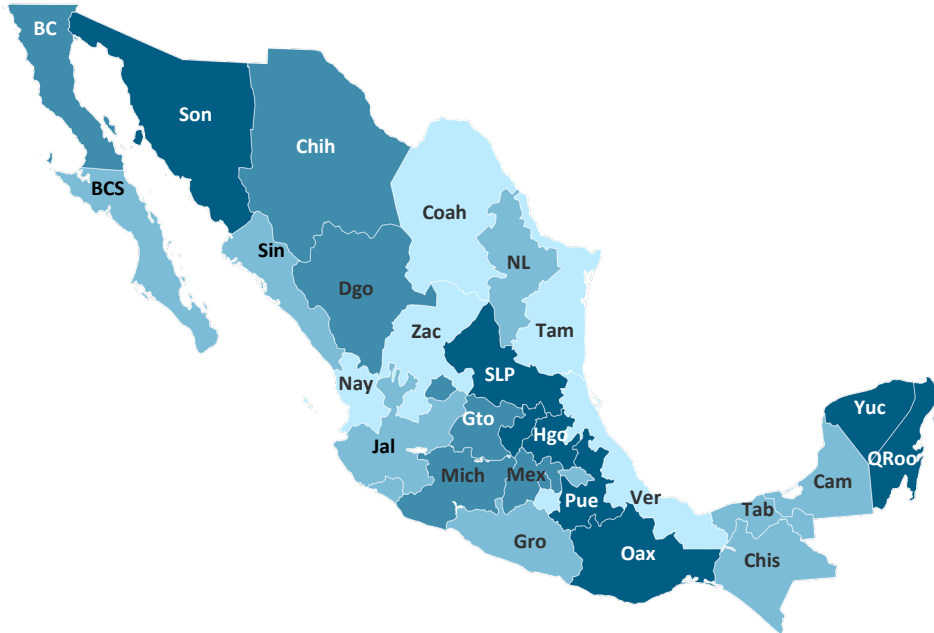 BC
Son
Chih
BCS
Coah
Sin
NL
Dgo
Zac
Tam
SLP
Nay
Yuc
Gto
Hgo
Jal
QRoo
Mich
Mex
Cam
Pue
Ver
Tab
Gro
Oax
Chis